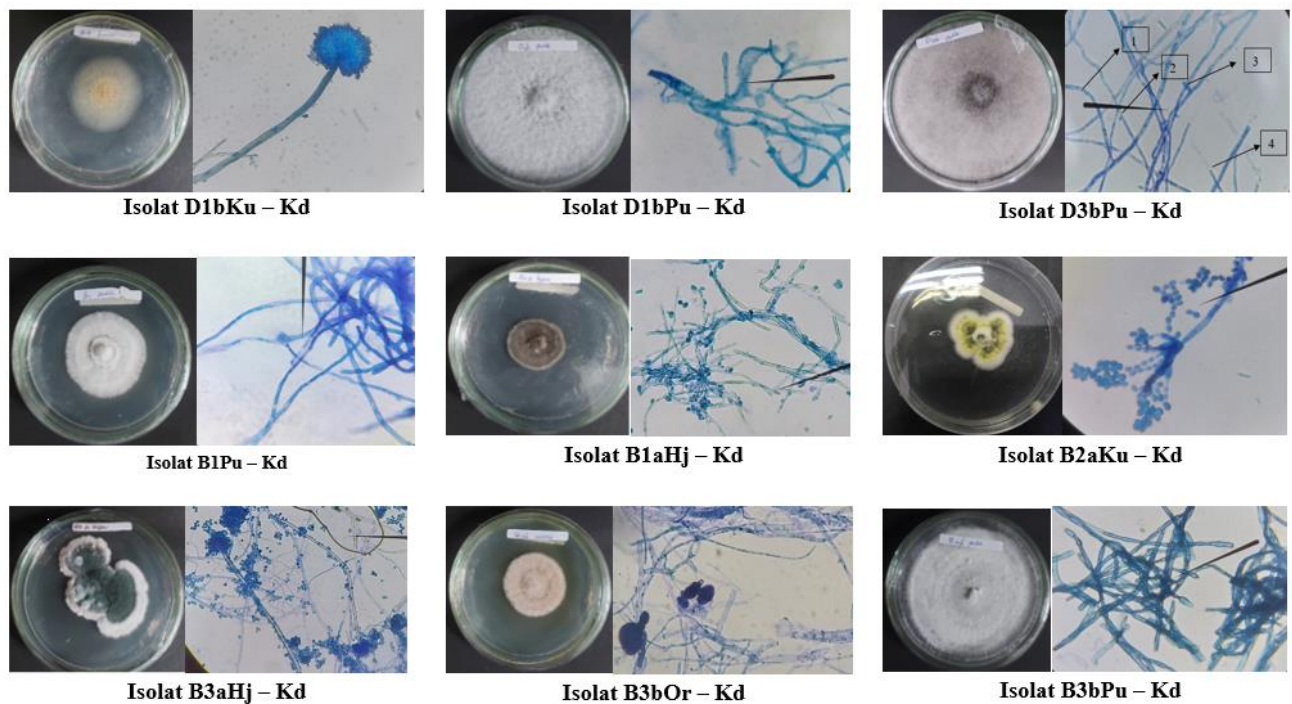 1
2
3
4
Isolat D1bKu – Kd
Isolat D1bPu – Kd
Isolat D3bPu – Kd
Isolat B1Pu – Kd
Isolat B1aHj – Kd
Isolat B2aKu – Kd
Isolat B3aHj – Kd
Isolat B3bOr – Kd
Isolat B3bPu – Kd